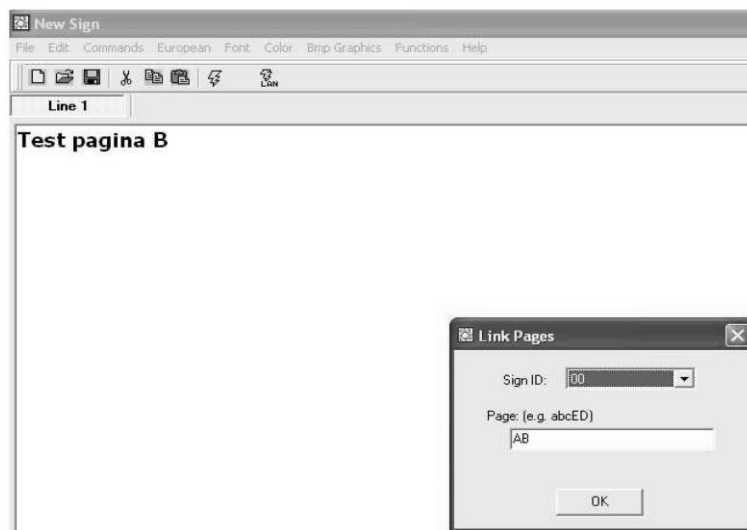 New Sign
File Edit Commands European Font Color Bmp Graphics Functions Help
LAN
Line 1
Test pagina B
Link Pages
Sign ID: 00
Page: (e.g. abcED)
AB
OK